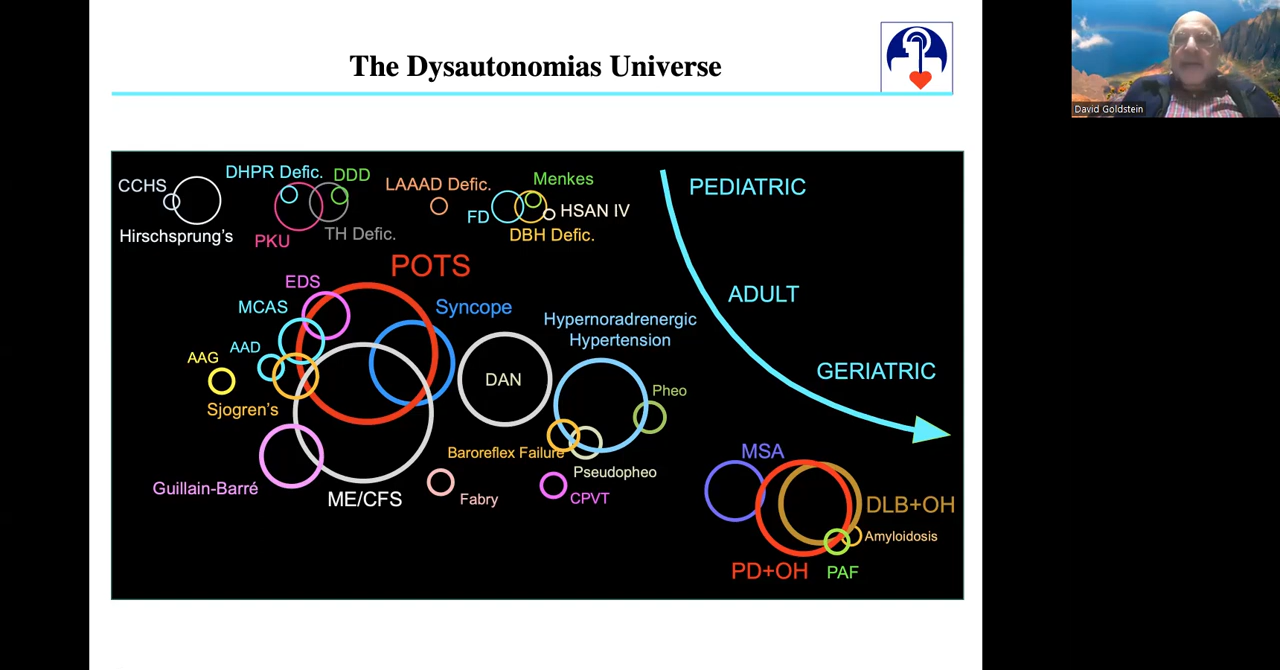 The Dysautonomias Universe
David Goldstein
CCHS
Hirschsprung's
DHPR Defic.
DDD
PKU
TH Defic.
LAAAD Defic.
Menkes
FD
HSAN IV
DBH Defic.
PEDIATRIC
ADULT
GERIATRIC
POTS
EDS
MCAS
Syncope
AAD
AAG
Sjogren's
Guillain-Barré
ME/CFS
DAN
Hypernoradrenergic
Hypertension
Pheo
Baroreflex Failure
Pseudopheo
Fabry
CPVT
MSA
DLB+OH
Amyloidosis
PD+OH
PAF